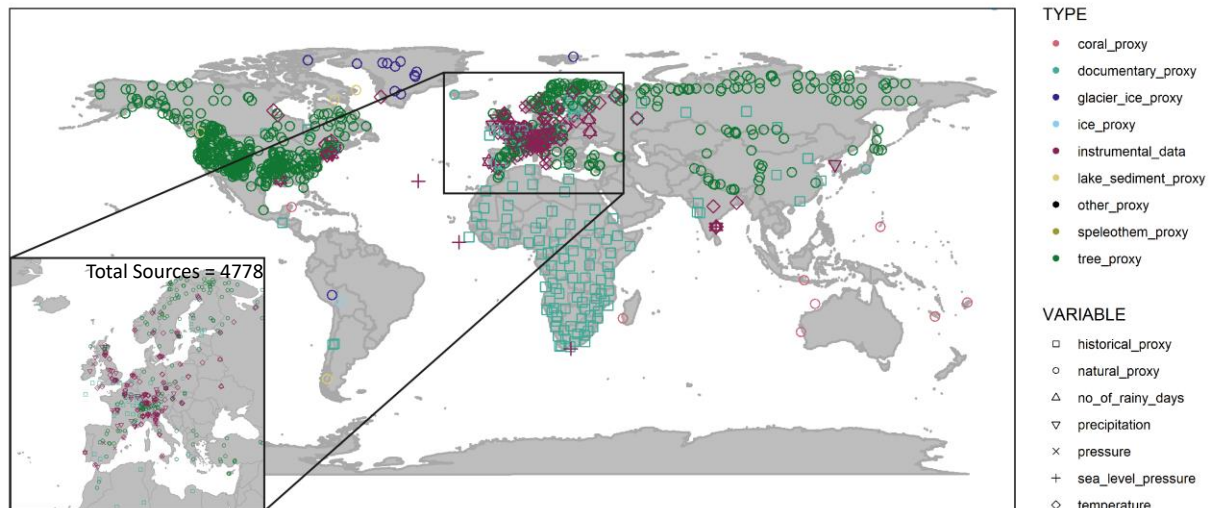 Total Sources = 4778
TYPE
coral_proxy
documentary_proxy
glacier_ice_proxy
ice_proxy
instrumental_data
lake_sediment_proxy
other_proxy
speleothem_proxy
tree_proxy
VARIABLE
historical_proxy
natural_proxy
no_of_rainy_days
precipitation
pressure
sea_level_pressure
temperature